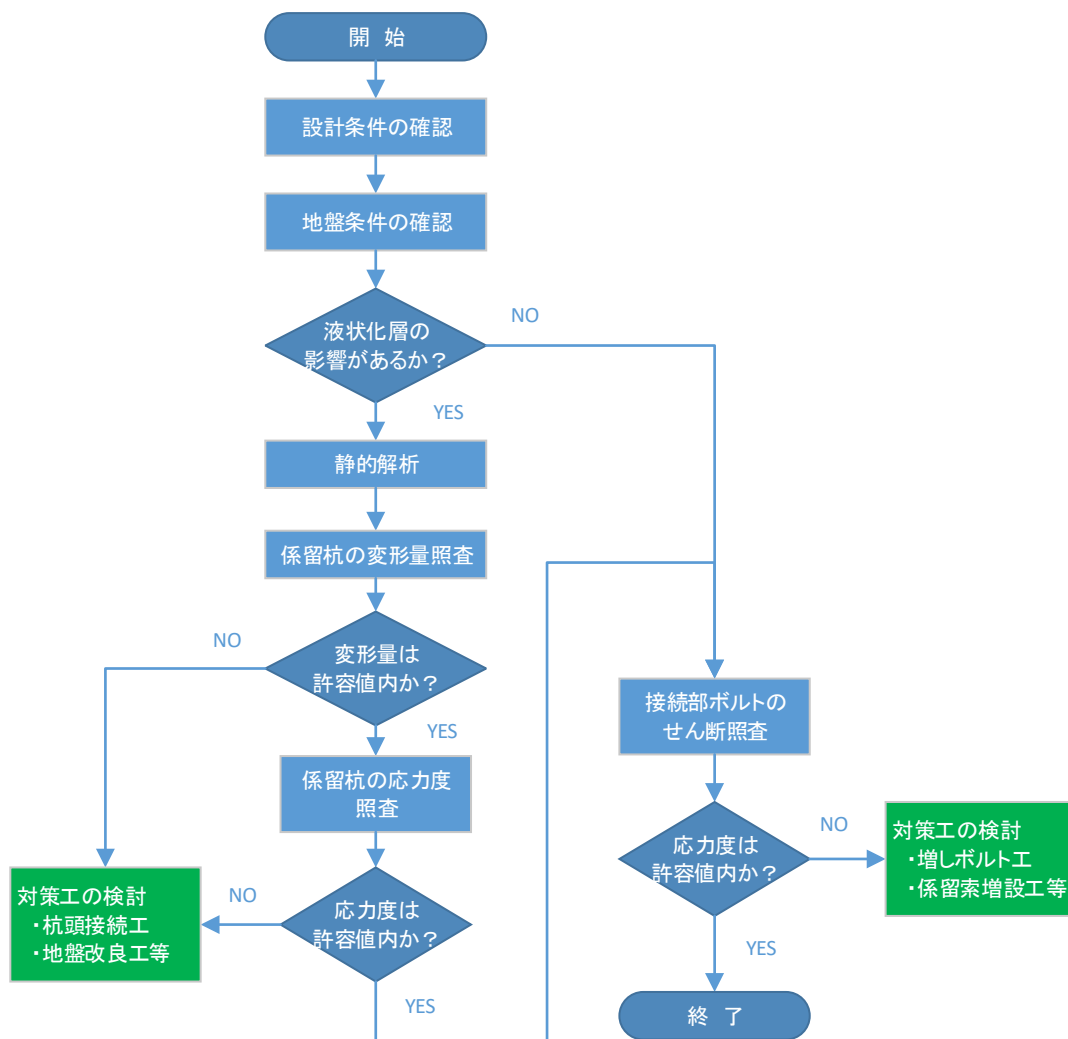 開 始
設計条件の確認
地盤条件の確認
液状化層の
影響があるか？
NO
YES
静的解析
係留杭の変形量照査
変形量は
許容値内か？
NO
YES
係留杭の応力度
照査
応力度は
許容値内か？
NO
YES
対策工の検討
・杭頭接続工
・地盤改良工等
接続部ボルトの
せん断照査
応力度は
許容値内か？
NO
YES
対策工の検討
・増しボルト工
・係留索増設工等
終 了